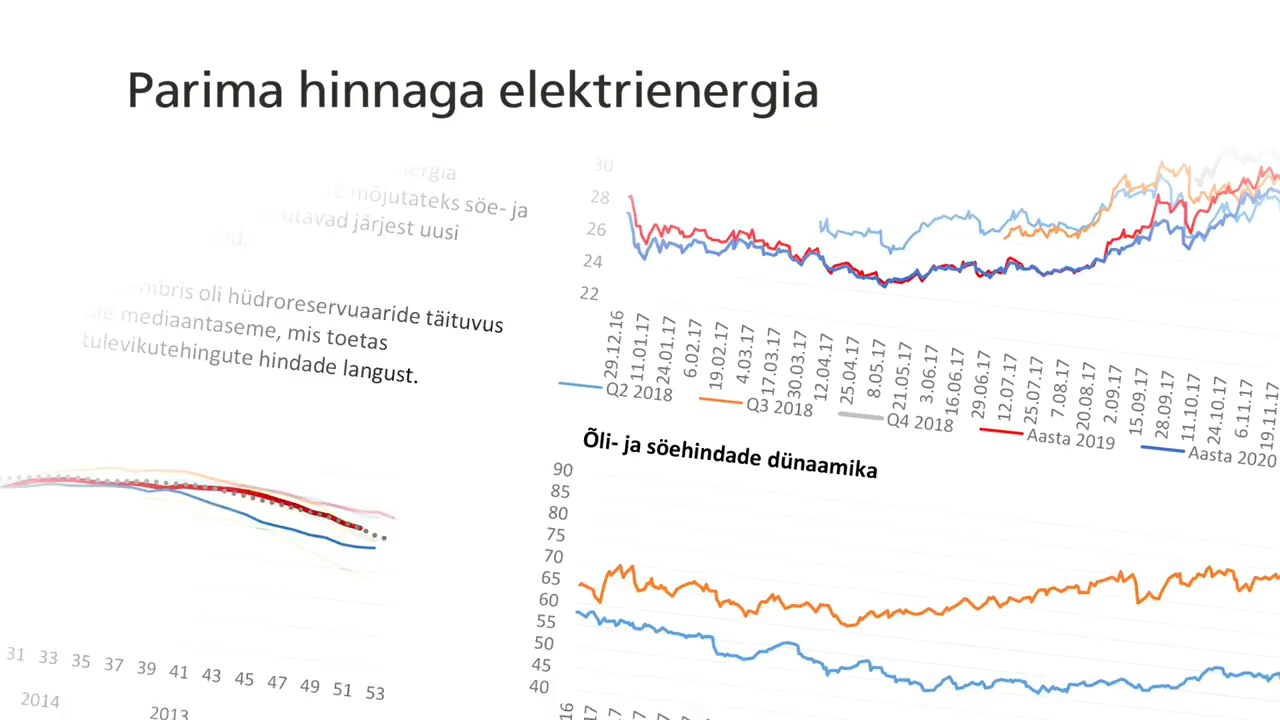 Parima hinnaga elektrienergia
mõjutateks söe- ja
järjest uusi
oli hüdroreservuaaride täituvus
mediaantaseme, mis toetas
tulevikutehingute hindade langust.
30
28
26
24
22
29.12.16 11.01.17 24.01.17 6.02.17 19.02.17 4.03.17 17.03.17 30.03.17 12.04.17 25.04.17 8.05.17 21.05.17 3.06.17 16.06.17 29.06.17 12.07.17 25.07.17 7.08.17 20.08.17 2.09.17 15.09.17 28.09.17 11.10.17 24.10.17 6.11.17 19.11.17
Q2 2018 Q3 2018 Q4 2018 Aasta 2019 Aasta 2020
Õli- ja söehindade dünaamika
90
85
80
75
70
65
60
55
50
45
40
31 33 35 37 39 41 43 45 47 49 51 53
2014 2013